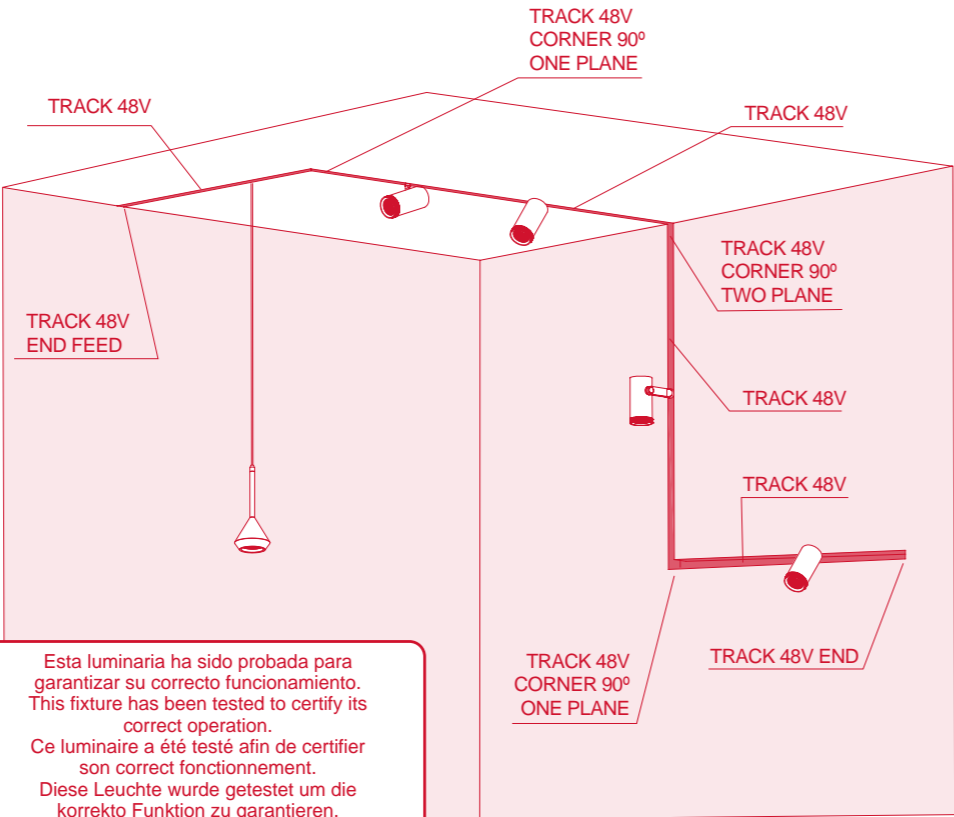 TRACK 48V
CORNER 90º
ONE PLANE
TRACK 48V
TRACK 48V
TRACK 48V
CORNER 90º
TWO PLANE
TRACK 48V
END FEED
TRACK 48V
TRACK 48V
TRACK 48V
CORNER 90º
ONE PLANE
TRACK 48V END
Esta luminaria ha sido probada para
garantizar su correcto funcionamiento.
This fixture has been tested to certify its
correct operation.
Ce luminaire a été testé afin de certifier
son correct fonctionnement.
Diese Leuchte wurde getestet um die
korrekto Funktion zu garantieren.